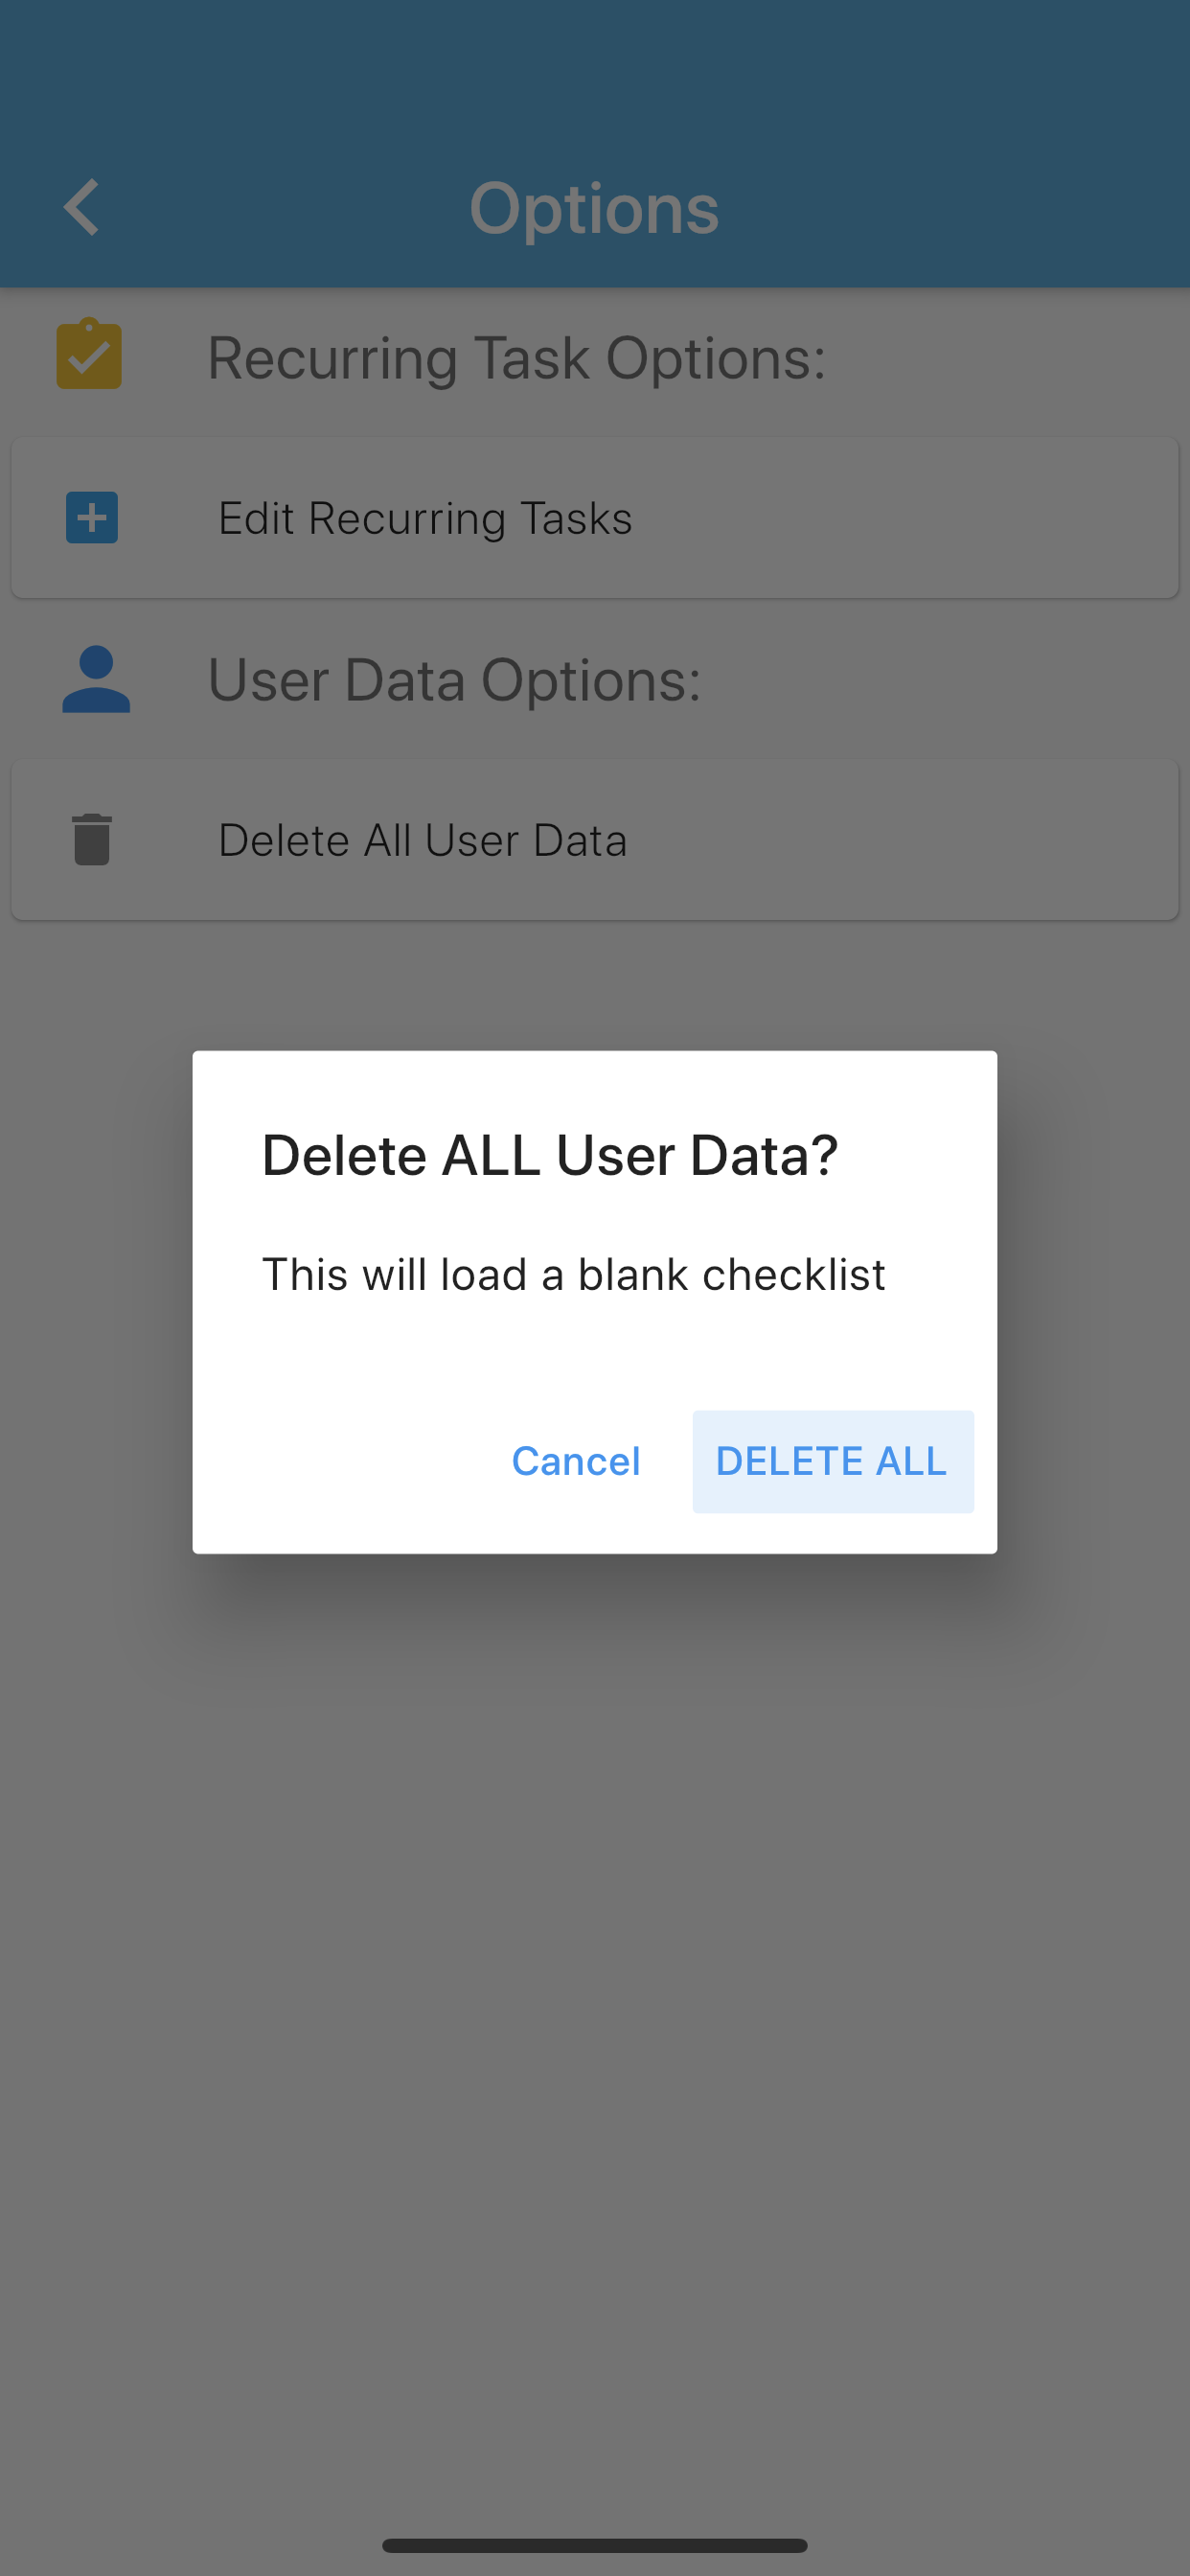 Options
Recurring Task Options:
Edit Recurring Tasks
User Data Options:
Delete All User Data
Delete ALL User Data?
This will load a blank checklist
Cancel DELETE ALL